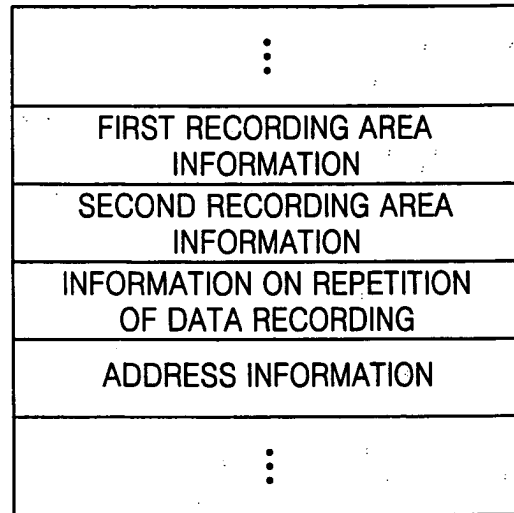 ⋮
FIRST RECORDING AREA
INFORMATION
SECOND RECORDING AREA
INFORMATION
INFORMATION ON REPETITION
OF DATA RECORDING
ADDRESS INFORMATION
⋮